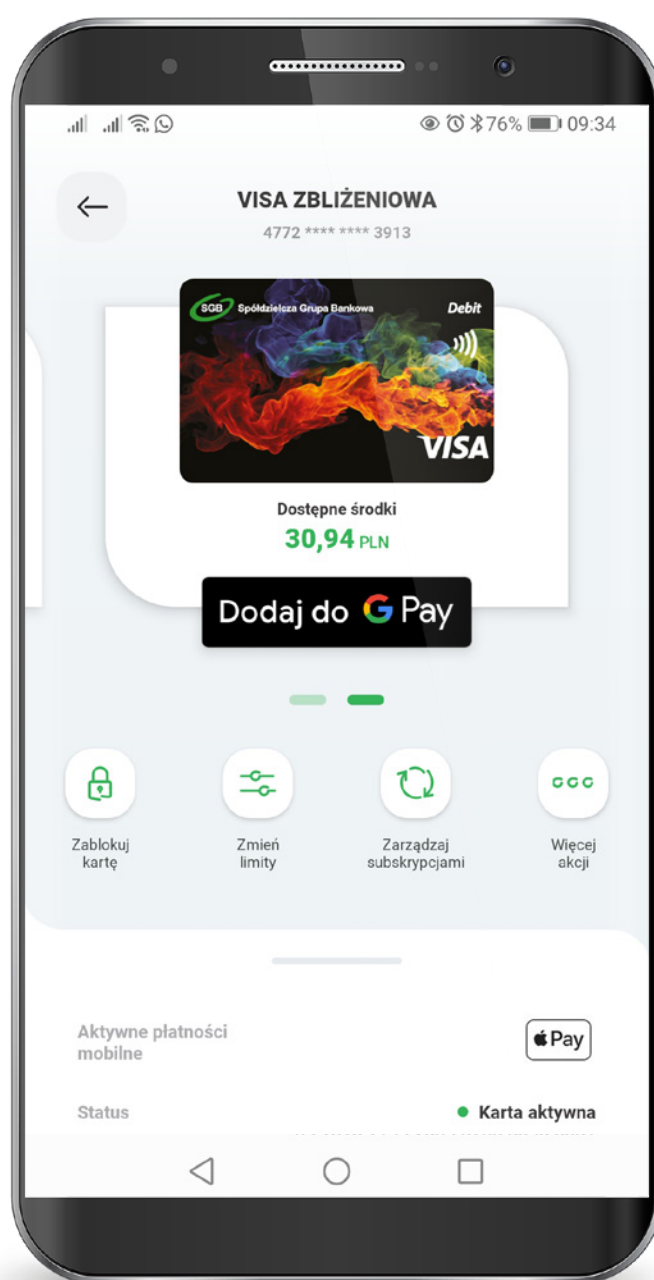 76% 09:34
VISA ZBLIŻENIOWA
4772 **** **** 3913
SGB Spółdzielcza Grupa Bankowa Debit
VISA
Dostępne środki
30,94 PLN
Dodaj do G Pay
Zablokuj kartę
Zmień limity
Zarządzaj subskrypcjami
Więcej akcji
Aktywne płatności mobilne
Pay
Status
Karta aktywna